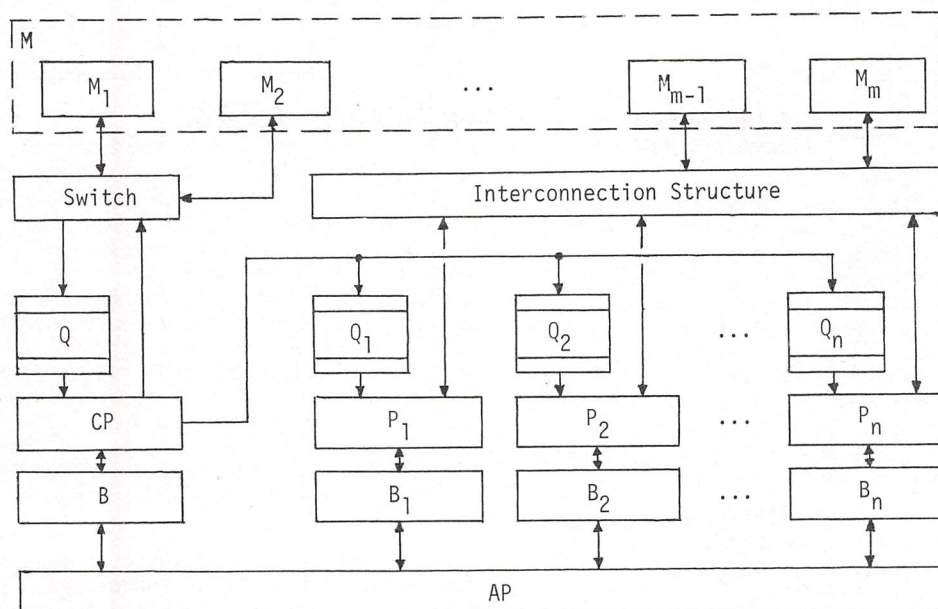 M
M₁ M₂ ... Mₘ₋₁ Mₘ
Switch Interconnection Structure
Q Q₁ Q₂ ... Qₙ
CP P₁ P₂ ... Pₙ
B B₁ B₂ ... Bₙ
AP